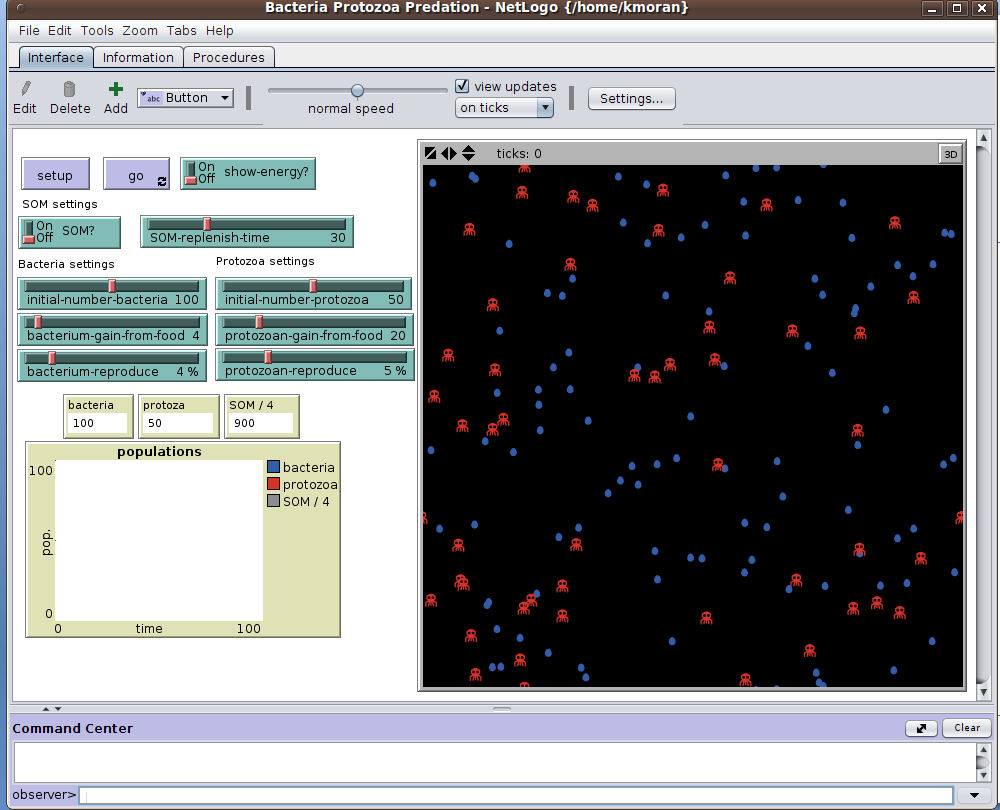 Bacteria Protozoa Predation - NetLogo {/home/kmoran}
File Edit Tools Zoom Tabs Help
Interface Information Procedures
Edit Delete Add abc Button normal speed view updates on ticks Settings...
ticks: 0 3D
setup go On Off show-energy?
SOM settings
On Off SOM? SOM-replenish-time 30
Bacteria settings Protozoa settings
initial-number-bacteria 100 initial-number-protozoa 50
bacterium-gain-from-food 4 protozoan-gain-from-food 20
bacterium-reproduce 4 % protozoan-reproduce 5 %
bacteria protoza SOM / 4
100 50 900
populations
100 bacteria
protozoa
SOM / 4
pop.
0
0 time 100
Command Center Clear
observer>